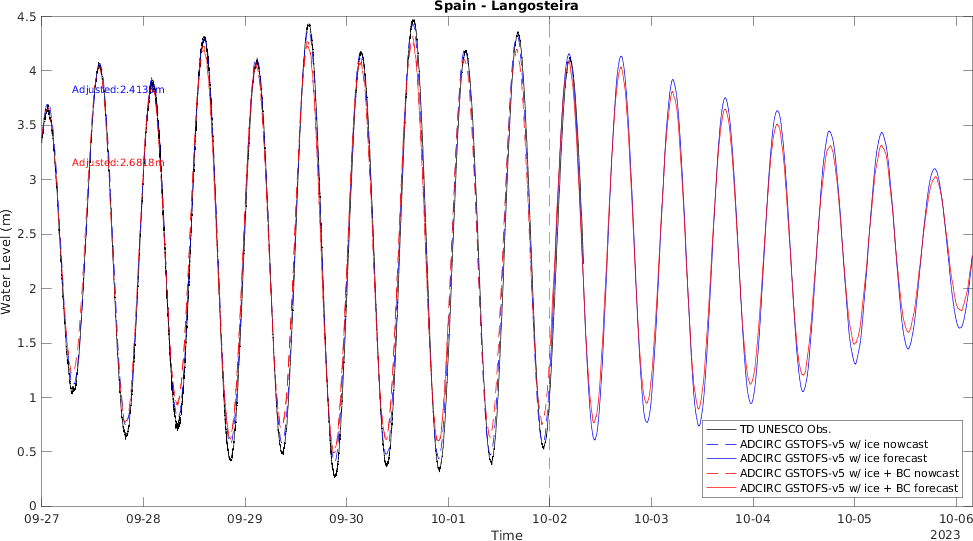 Spain - Langosteira
4.5
4
3.5
3
2.5
2
1.5
1
0.5
0
Water Level (m)
Adjusted:2.4135m
Adjusted:2.6818m
TD UNESCO Obs.
ADCIRC GSTOFS-v5 w/ ice nowcast
ADCIRC GSTOFS-v5 w/ ice forecast
ADCIRC GSTOFS-v5 w/ ice + BC nowcast
ADCIRC GSTOFS-v5 w/ ice + BC forecast
09-27 09-28 09-29 09-30 10-01 10-02 10-03 10-04 10-05 10-06
2023
Time